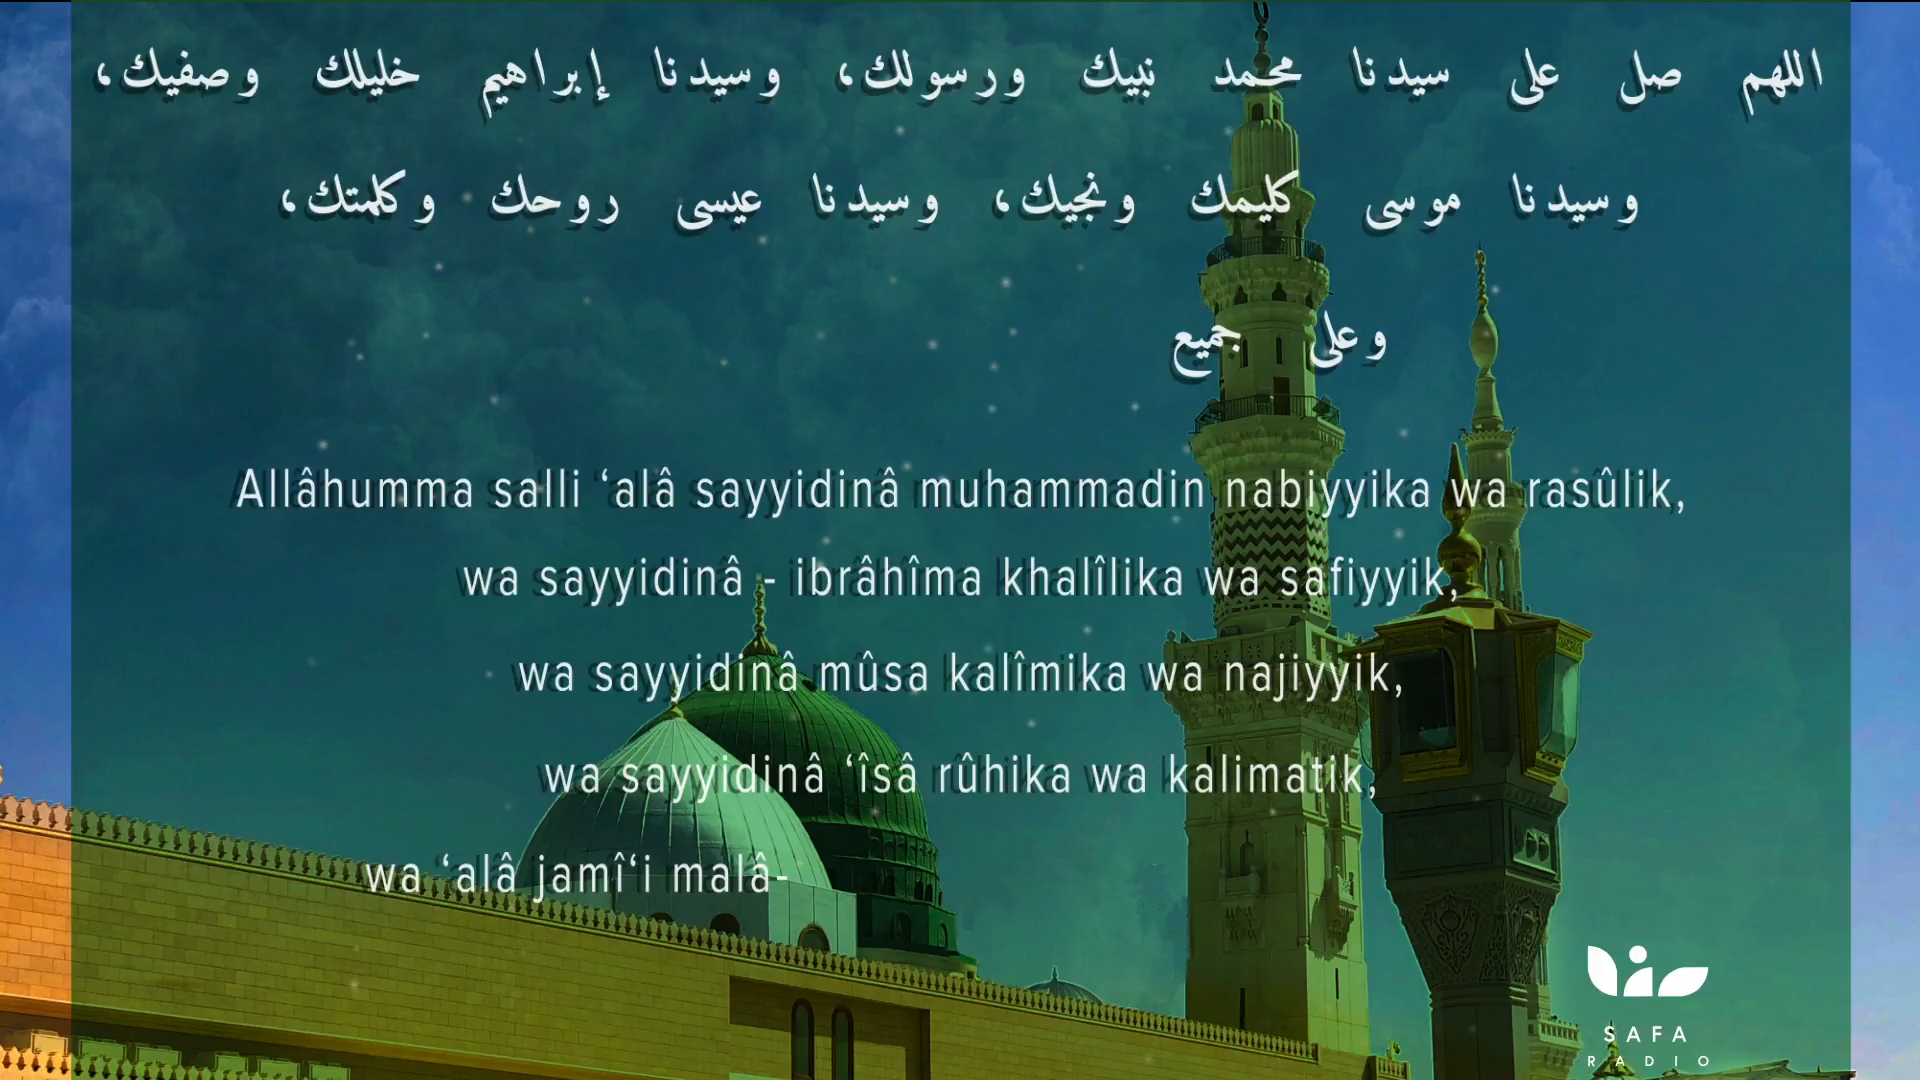 اللهم صل على سيدنا محمد نبيك ورسولك، وسيدنا إبراهيم خليلك وصفيك،
وسيدنا موسى كليمك ونجيك، وسيدنا عيسى روحك وكلمتك،
وعلى جميع
Allâhumma salli ‘alâ sayyidinâ muhammadin nabiyyika wa rasûlik,
wa sayyidinâ - ibrâhîma khalîlika wa safiyyik,
wa sayyidinâ mûsa kalîmika wa najiyyik,
wa sayyidinâ ‘îsâ rûhika wa kalimatik,
wa ‘alâ jamî‘i malâ-
SAFA
RADIO